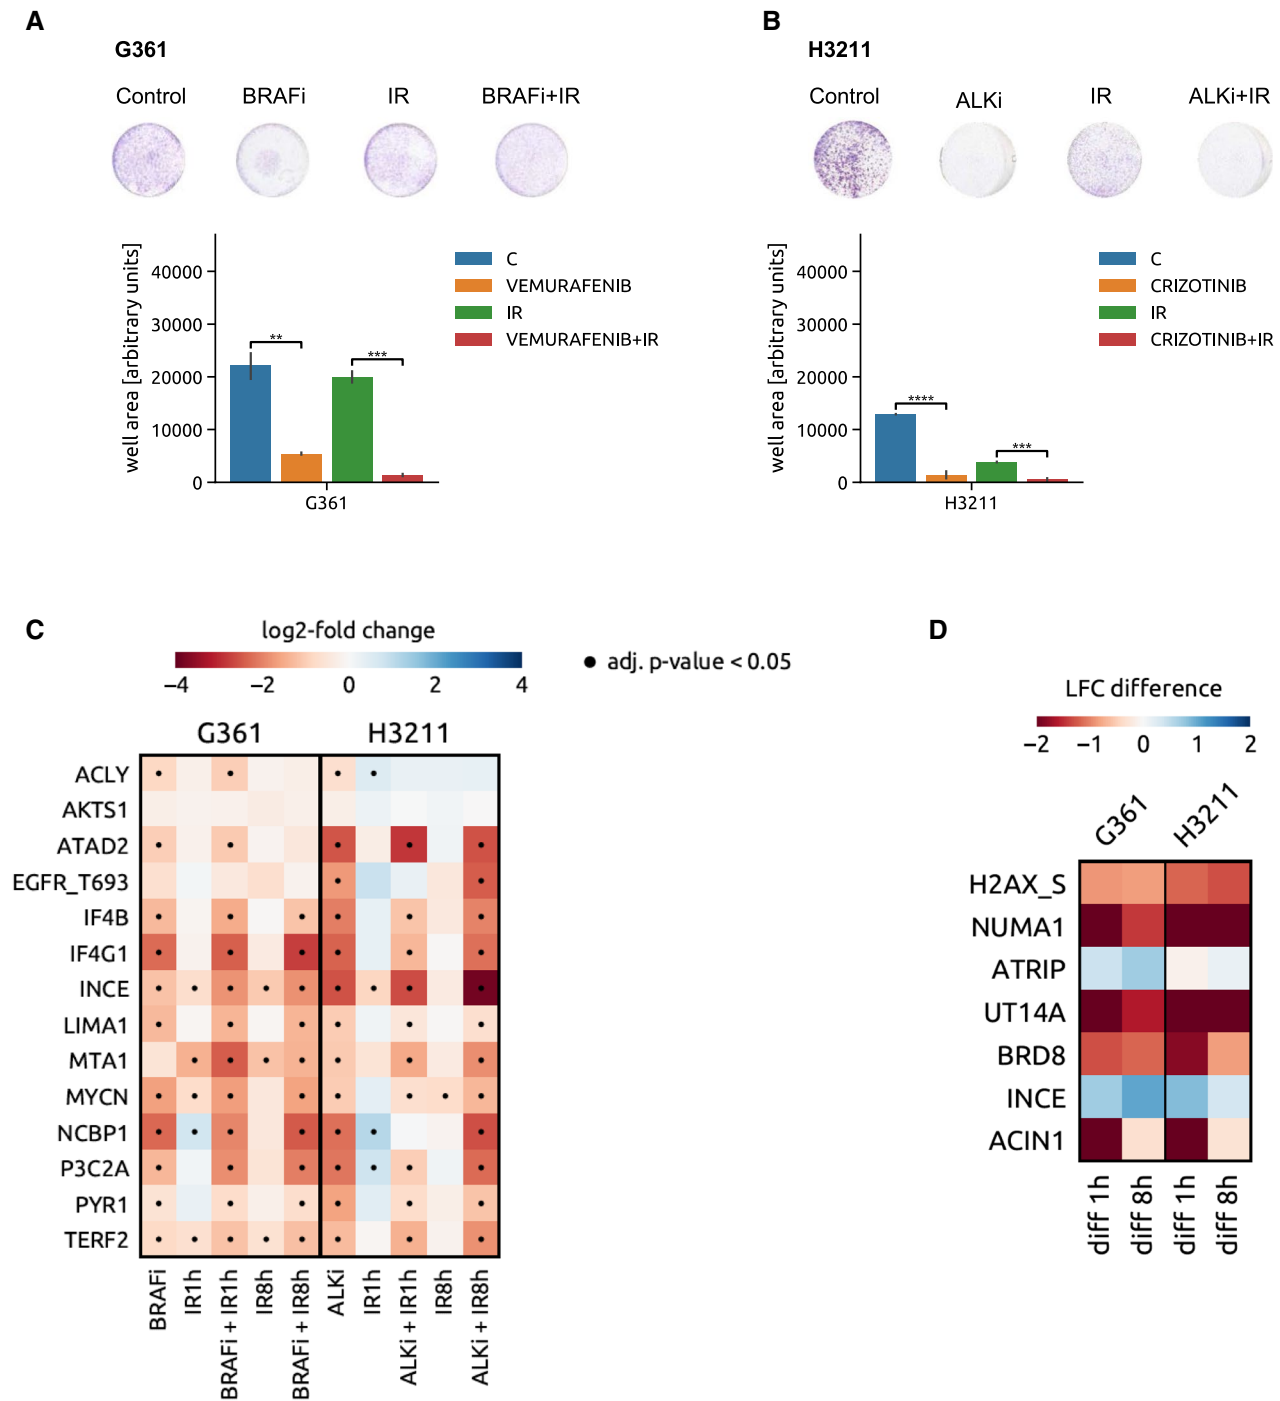 A
G361
Control BRAFi IR BRAFi+IR
well area [arbitrary units]
40000
30000
20000
10000
0
** ***
G361
C
VEMURAFENIB
IR
VEMURAFENIB+IR
B
H3211
Control ALKi IR ALKi+IR
well area [arbitrary units]
40000
30000
20000
10000
0
**** ***
H3211
C
CRIZOTINIB
IR
CRIZOTINIB+IR
C
log2-fold change
−4 −2 0 2 4
● adj. p-value < 0.05
G361 H3211
ACLY
AKTS1
ATAD2
EGFR_T693
IF4B
IF4G1
INCE
LIMA1
MTA1
MYCN
NCBP1
P3C2A
PYR1
TERF2
BRAFi
IR1h
BRAFi + IR1h
IR8h
BRAFi + IR8h
ALKi
IR1h
ALKi + IR1h
IR8h
ALKi + IR8h
D
LFC difference
−2 −1 0 1 2
G361 H3211
H2AX_S
NUMA1
ATRIP
UT14A
BRD8
INCE
ACIN1
diff 1h
diff 8h
diff 1h
diff 8h